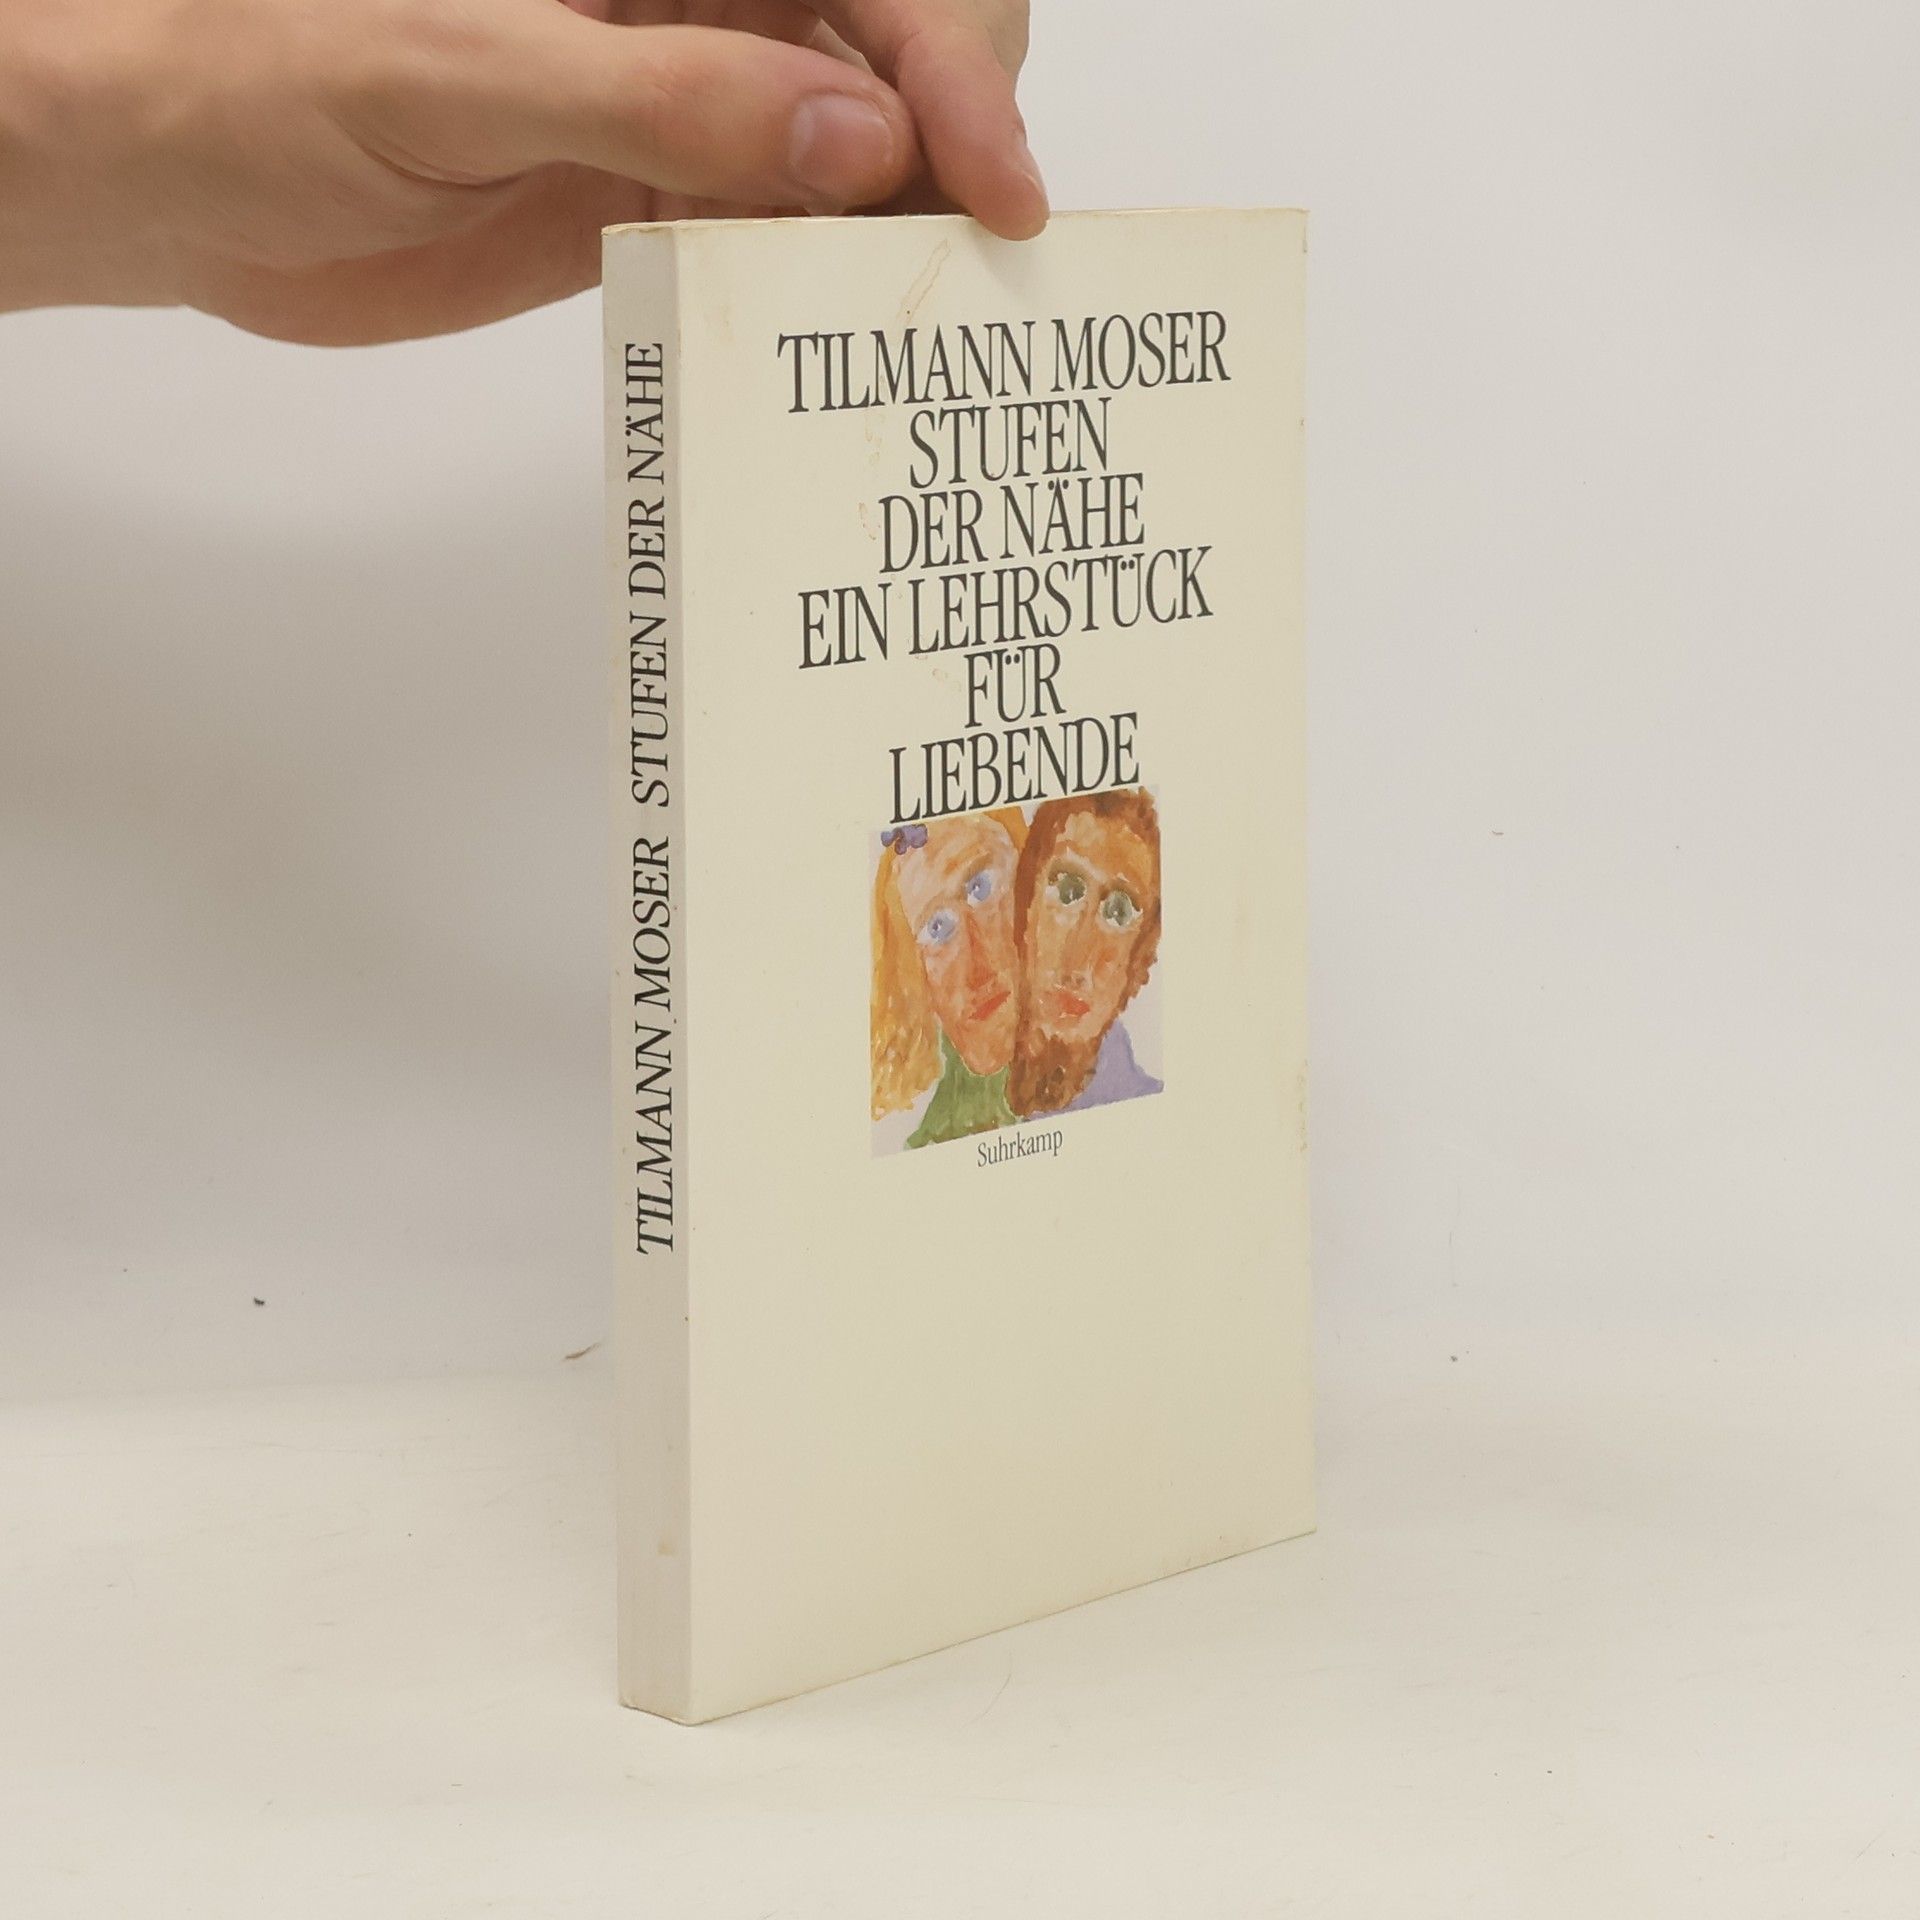 TILMANN MOSER STUFEN DER NÄHE
TILMANN MOSER
STUFEN
DER NÄHE
EIN LEHRSTÜCK
FÜR
LIEBENDE
Suhrkamp